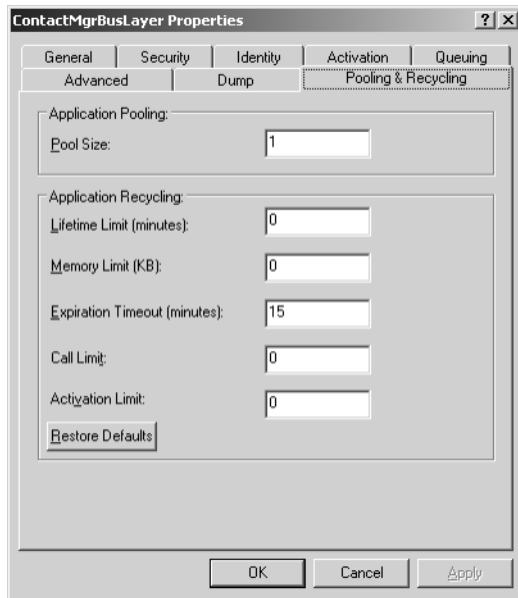 ContactMgrBusLayer Properties
General Security Identity Activation Queuing
Advanced Dump Pooling & Recycling
Application Pooling:
Pool Size: 1
Application Recycling:
Lifetime Limit (minutes): 0
Memory Limit (KB): 0
Expiration Timeout (minutes): 15
Call Limit: 0
Activation Limit: 0
Restore Defaults
OK Cancel Apply